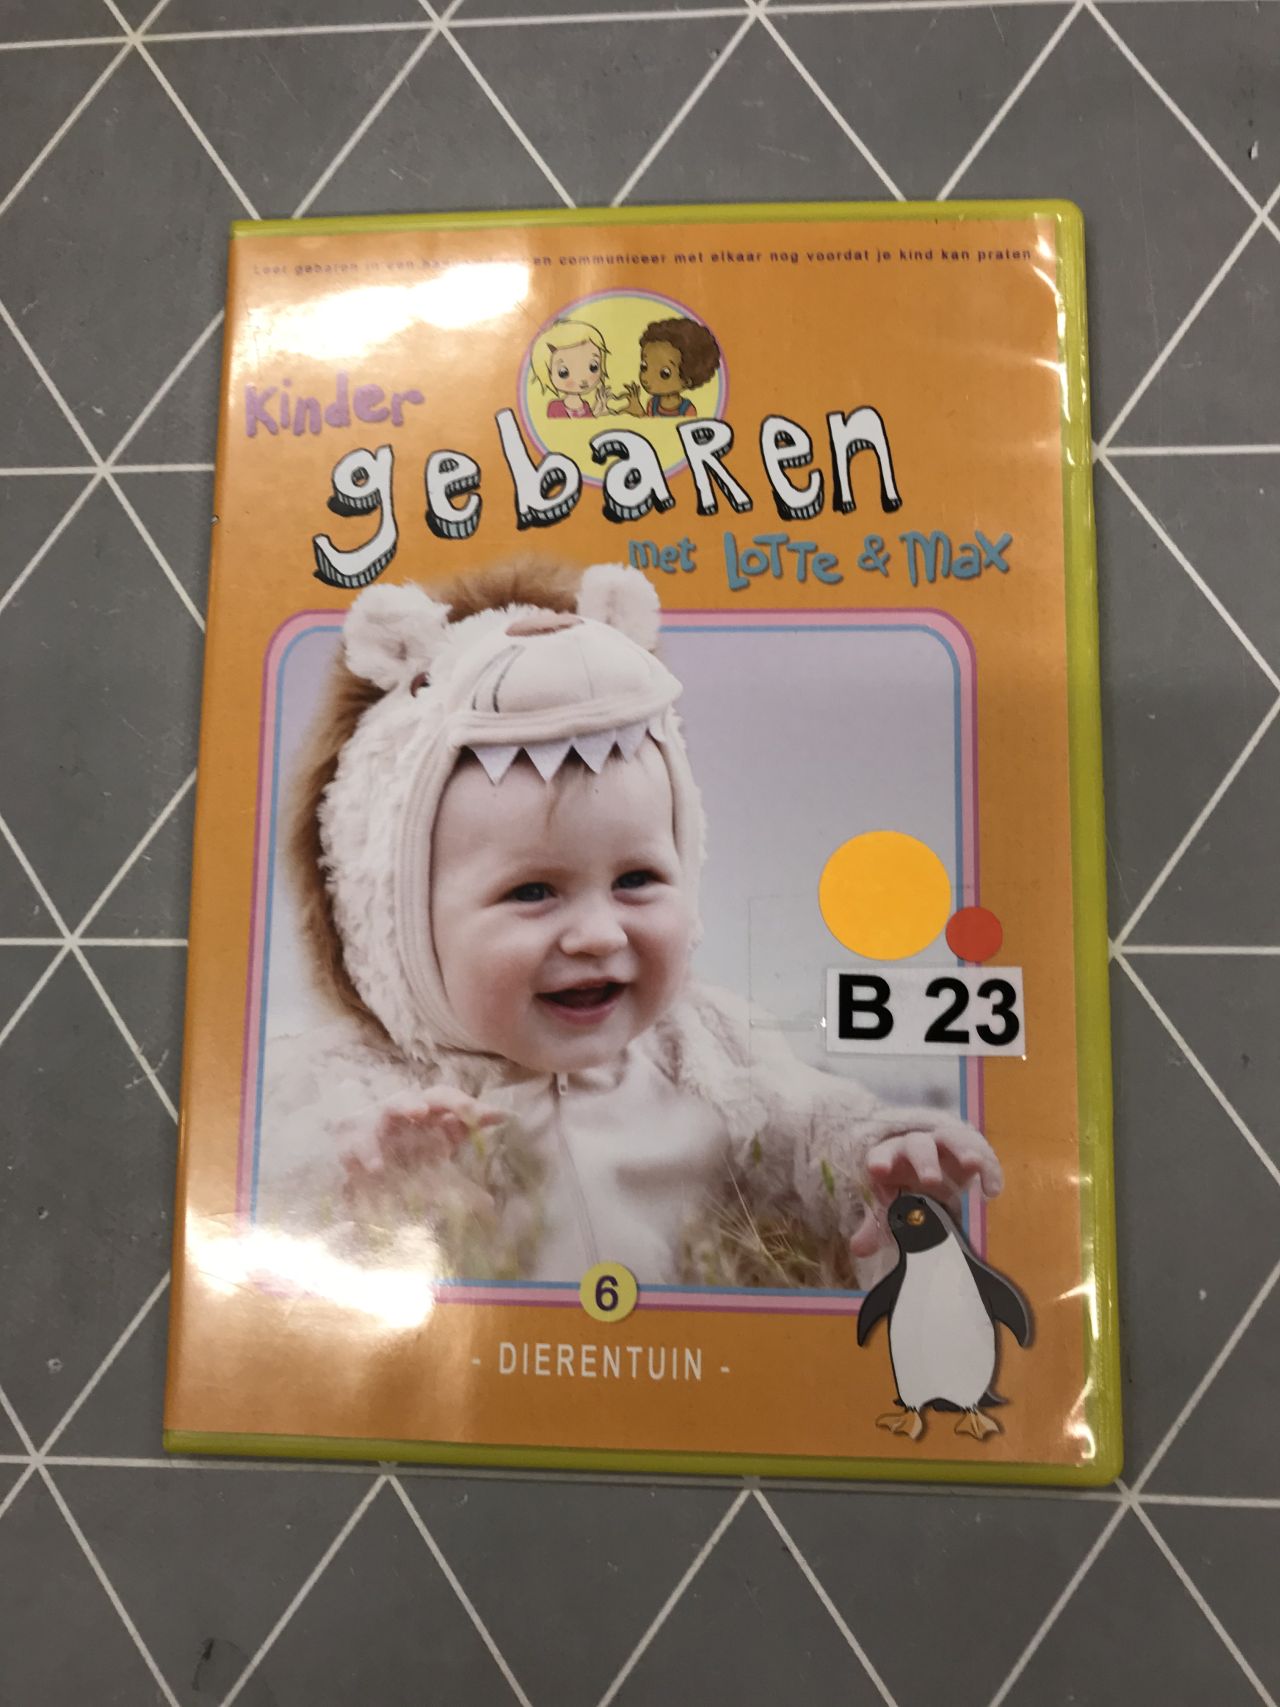 Leer gebaren in een en communiceer met elkaar nog voordat je kind kan praten
Kinder
gebaren
met Lotte & Max
B 23
6
- DIERENTUIN -